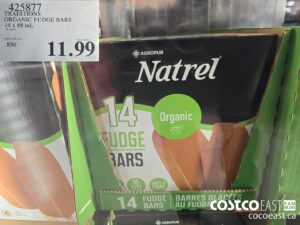 425877
TRADITIONS
ORGANIC FUDGE BARS
14 x 88 mL
856
11.99
AGROPUR
Natrel
14
FUDGE
BARS
Organic
14 FUDGE BARS
BARRES GLACÉES
AU FUDGE
AGROPUR
COSTCO EAST
cocoeast.ca